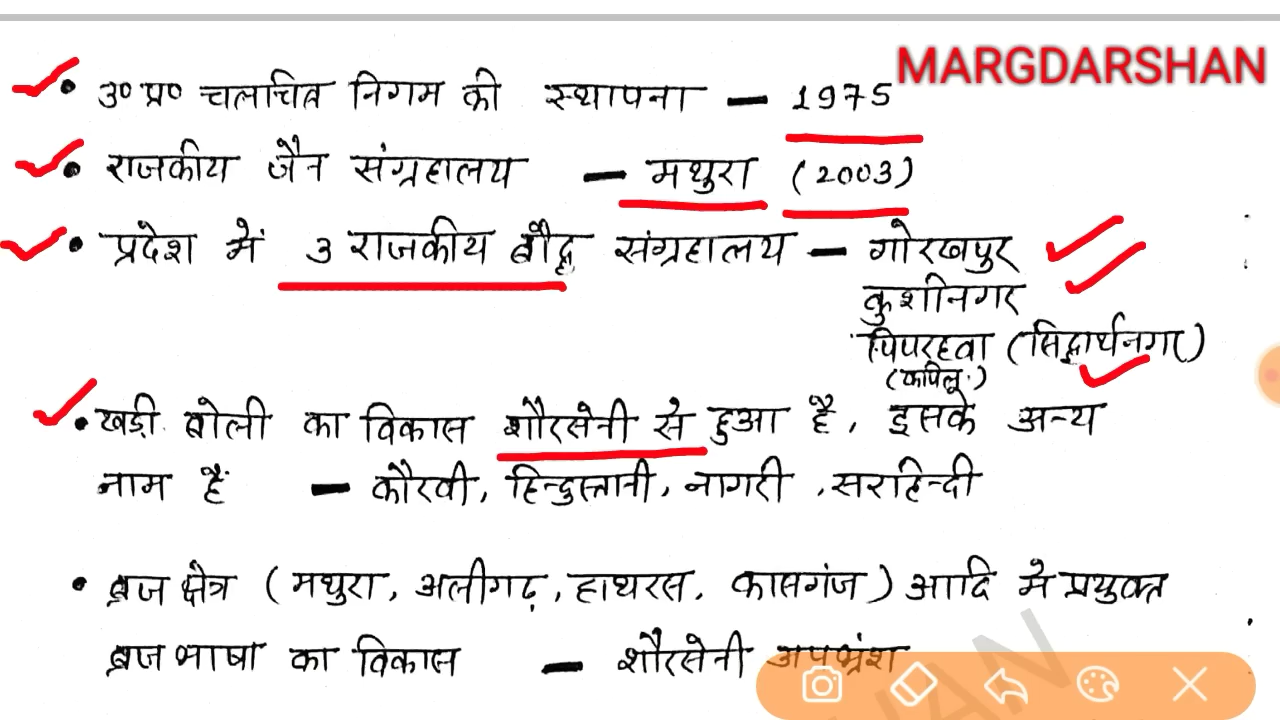 MARGDARSHAN
• उ० प्र० चलचित्र निगम की स्थापना — 1975
• राजकीय जैन संग्रहालय — मथुरा (2003)
• प्रदेश में 3 राजकीय बौद्ध संग्रहालय — गोरखपुर
कुशीनगर
पिपरहवा (सिद्धार्थनगर)
(कपिलू.)
• खड़ी बोली का विकास शौरसेनी से हुआ है, इसके अन्य
नाम हैं — कौरवी, हिन्दुस्तानी, नागरी, सरहिन्दी
• ब्रज क्षेत्र (मथुरा, अलीगढ़, हाथरस, कासगंज) आदि मे प्रयुक्त
ब्रज भाषा का विकास — शौरसेनी अपभ्रंश